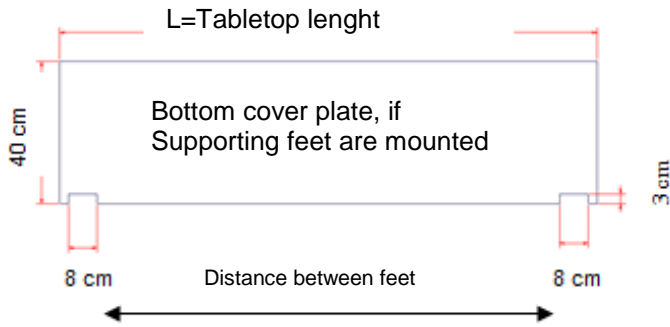 L=Tabletop lenght
40 cm
Bottom cover plate, if
Supporting feet are mounted
3 cm
8 cm
Distance between feet
8 cm